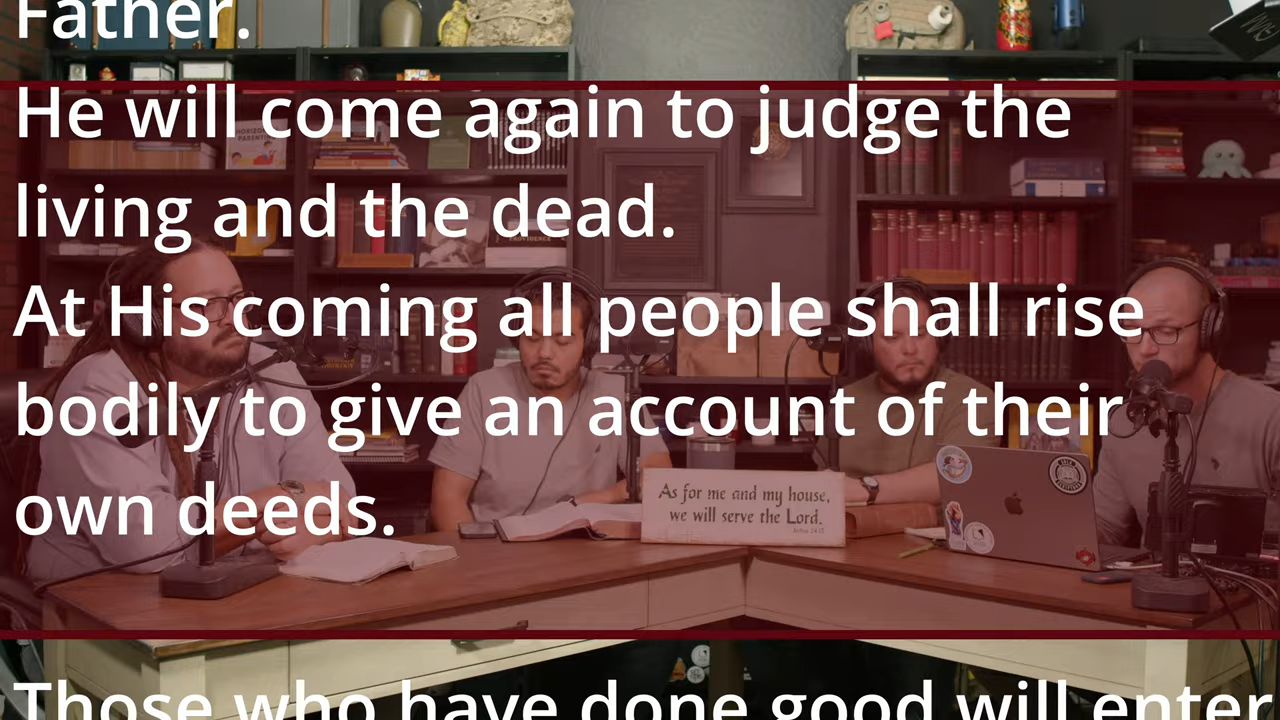 Father.
He will come again to judge the
living and the dead.
At His coming all people shall rise
bodily to give an account of their
own deeds.
Those who have done good will enter
PROVIDENCE
As for me and my house,
we will serve the Lord.